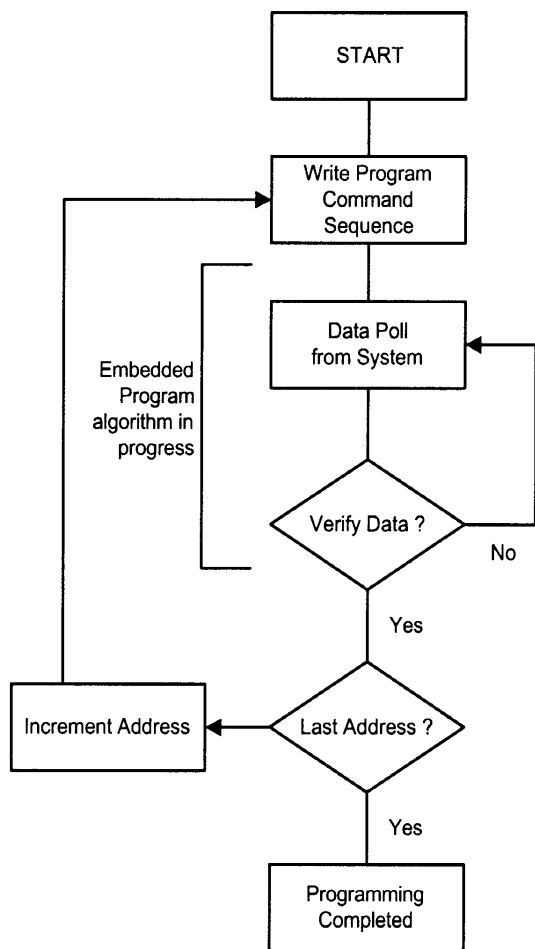 START
Write Program
Command
Sequence
Data Poll
from System
Embedded
Program
algorithm in
progress
Verify Data ?
No
Yes
Increment Address
Last Address ?
Yes
Programming
Completed